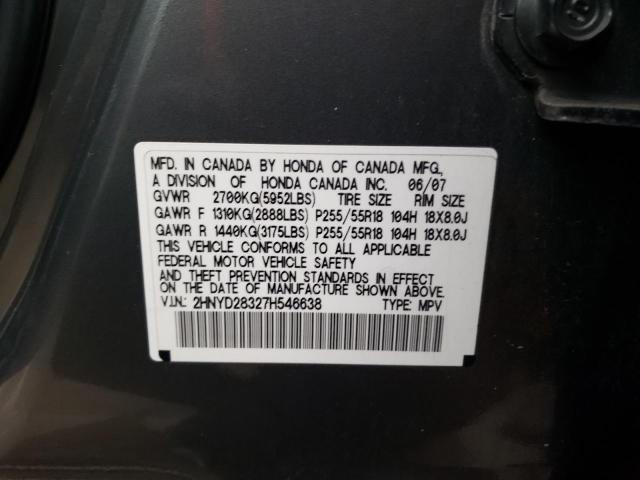 MFD. IN CANADA BY HONDA OF CANADA MFG.,
A DIVISION OF HONDA CANADA INC. 06/07
GVWR 2700KG(5952LBS) TIRE SIZE RIM SIZE
GAWR F 1310KG(2888LBS) P255/55R18 104H 18X8.0J
GAWR R 1440KG(3175LBS) P255/55R18 104H 18X8.0J
THIS VEHICLE CONFORMS TO ALL APPLICABLE
FEDERAL MOTOR VEHICLE SAFETY
AND THEFT PREVENTION STANDARDS IN EFFECT
ON THE DATE OF MANUFACTURE SHOWN ABOVE.
V.I.N.: 2HNYD28327H546638 TYPE: MPV